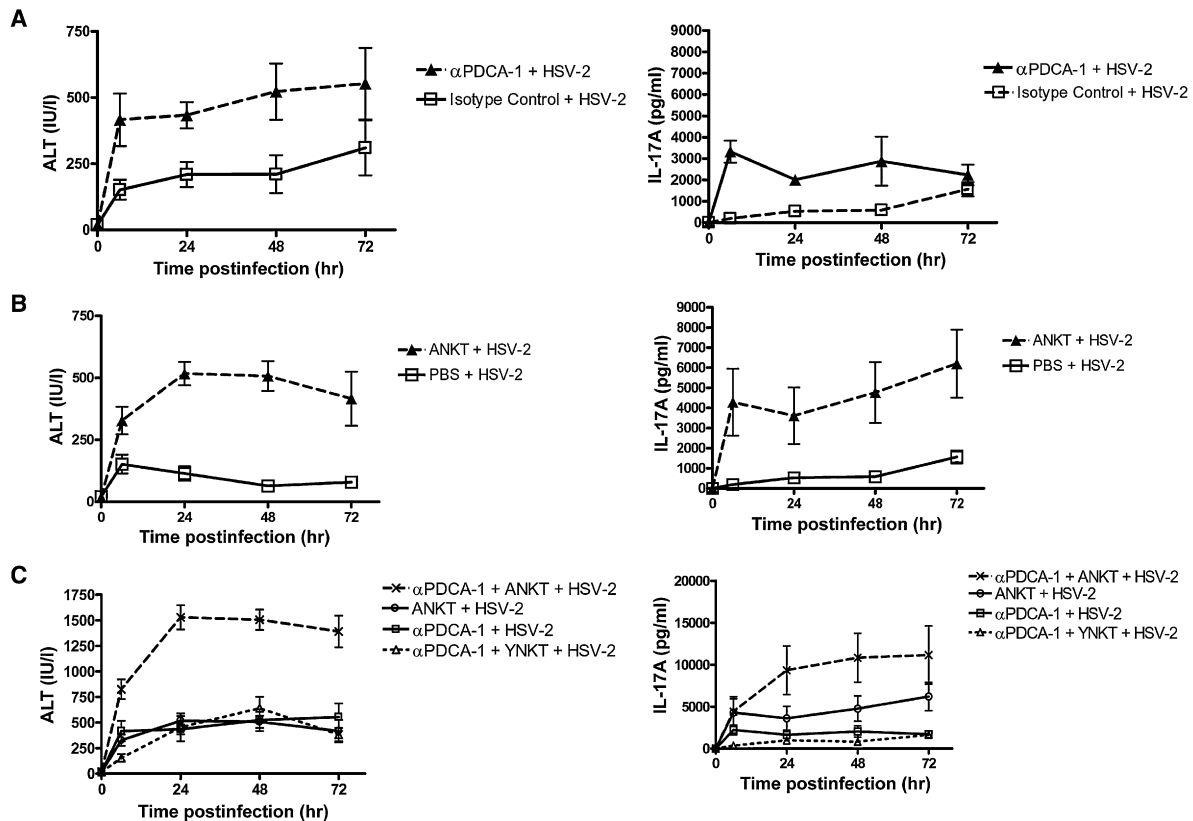 A
ALT (IU/l)
750
500
250
0
0 24 48 72
Time postinfection (hr)
αPDCA-1 + HSV-2
Isotype Control + HSV-2
IL-17A (pg/ml)
9000
8000
7000
6000
5000
4000
3000
2000
1000
0
0 24 48 72
Time postinfection (hr)
αPDCA-1 + HSV-2
Isotype Control + HSV-2
B
ALT (IU/l)
750
500
250
0
0 24 48 72
Time postinfection (hr)
ANKT + HSV-2
PBS + HSV-2
IL-17A (pg/ml)
9000
8000
7000
6000
5000
4000
3000
2000
1000
0
0 24 48 72
Time postinfection (hr)
ANKT + HSV-2
PBS + HSV-2
C
ALT (IU/l)
1750
1500
1250
1000
750
500
250
0
0 24 48 72
Time postinfection (hr)
αPDCA-1 + ANKT + HSV-2
ANKT + HSV-2
αPDCA-1 + HSV-2
αPDCA-1 + YNKT + HSV-2
IL-17A (pg/ml)
20000
15000
10000
5000
0
0 24 48 72
Time postinfection (hr)
αPDCA-1 + ANKT + HSV-2
ANKT + HSV-2
αPDCA-1 + HSV-2
αPDCA-1 + YNKT + HSV-2